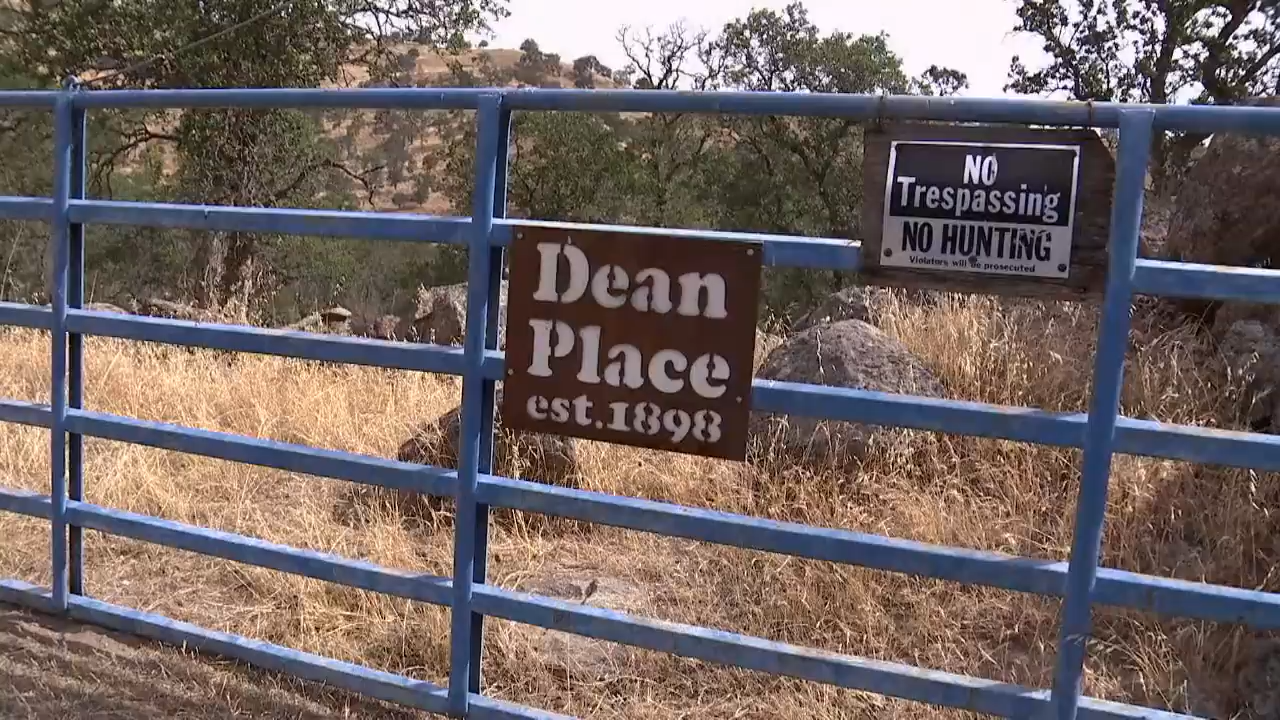 Dean
Place
est.1898
NO
Trespassing
NO HUNTING
Violators will be prosecuted